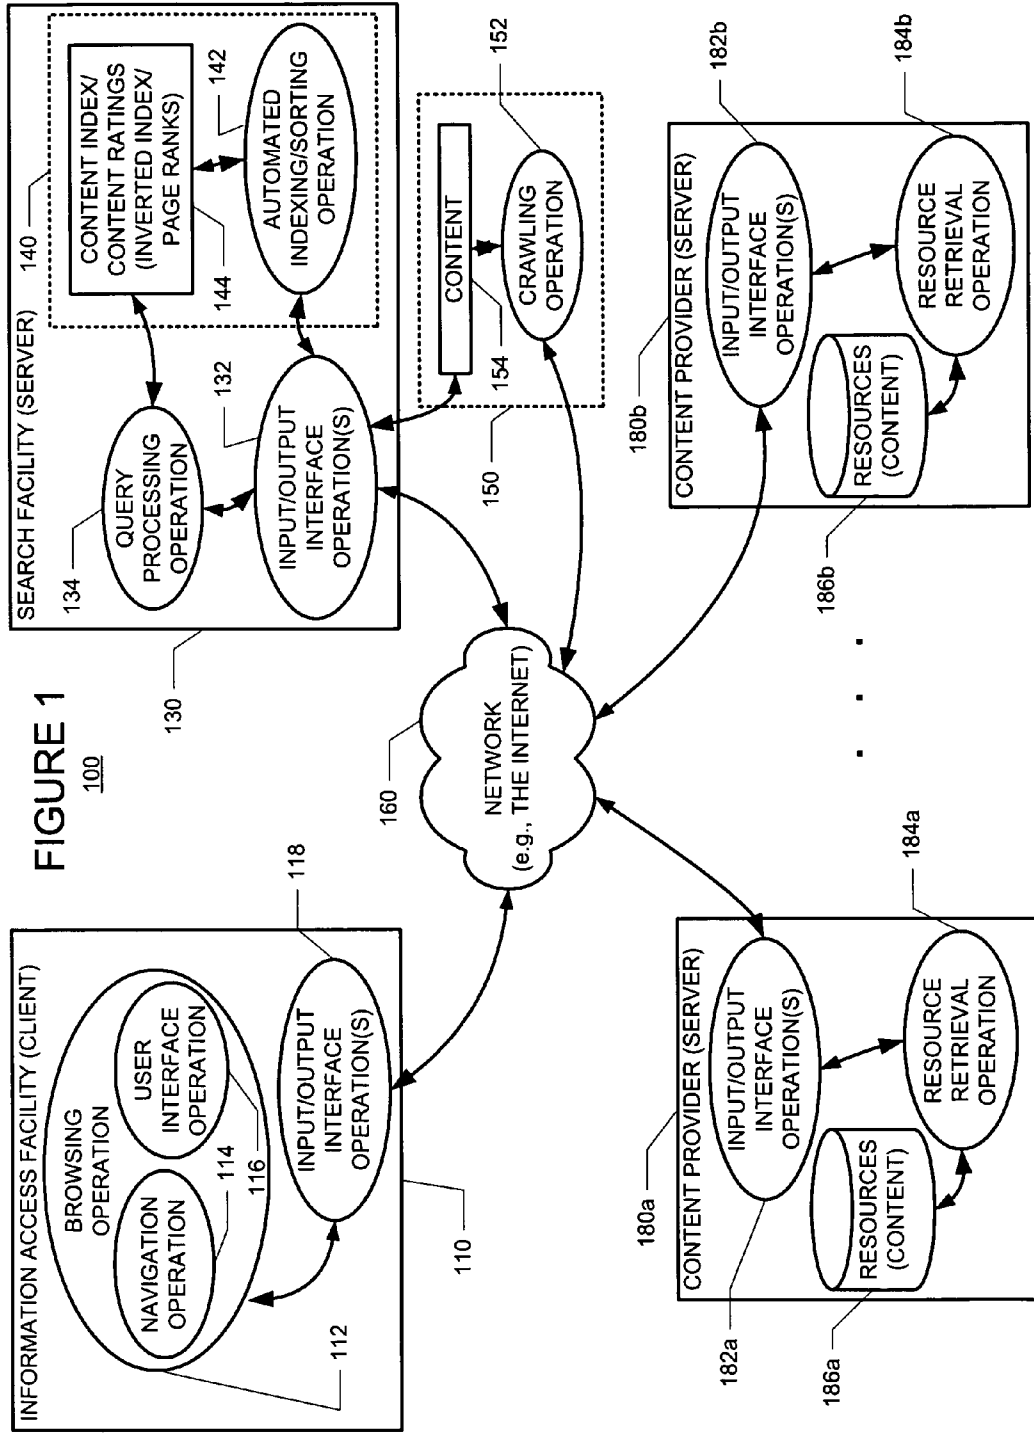 FIGURE 1
100
INFORMATION ACCESS FACILITY (CLIENT)
BROWSING
OPERATION
NAVIGATION
OPERATION
USER
INTERFACE
OPERATION
114
116
112
INPUT/OUTPUT
INTERFACE
OPERATION(S)
118
110
SEARCH FACILITY (SERVER)
130
134
QUERY
PROCESSING
OPERATION
132
INPUT/OUTPUT
INTERFACE
OPERATION(S)
140
CONTENT INDEX/
CONTENT RATINGS
(INVERTED INDEX/
PAGE RANKS)
144
142
AUTOMATED
INDEXING/SORTING
OPERATION
150
CONTENT
154
152
CRAWLING
OPERATION
160
NETWORK
(e.g., THE INTERNET)
180a
CONTENT PROVIDER (SERVER)
182a
INPUT/OUTPUT
INTERFACE
OPERATION(S)
186a
RESOURCES
(CONTENT)
184a
RESOURCE
RETRIEVAL
OPERATION
. . .
180b
CONTENT PROVIDER (SERVER)
182b
INPUT/OUTPUT
INTERFACE
OPERATION(S)
186b
RESOURCES
(CONTENT)
184b
RESOURCE
RETRIEVAL
OPERATION